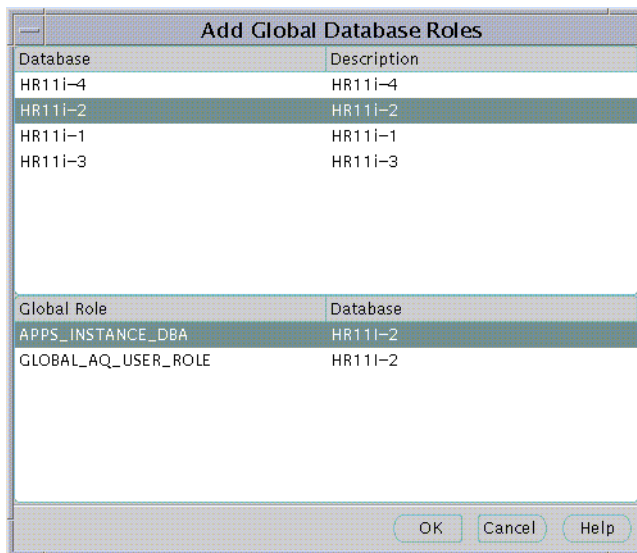 Add Global Database Roles
Database Description
HR11i-4 HR11i-4
HR11i-2 HR11i-2
HR11i-1 HR11i-1
HR11i-3 HR11i-3
Global Role Database
APPS_INSTANCE_DBA HR11I-2
GLOBAL_AQ_USER_ROLE HR11I-2
OK Cancel Help